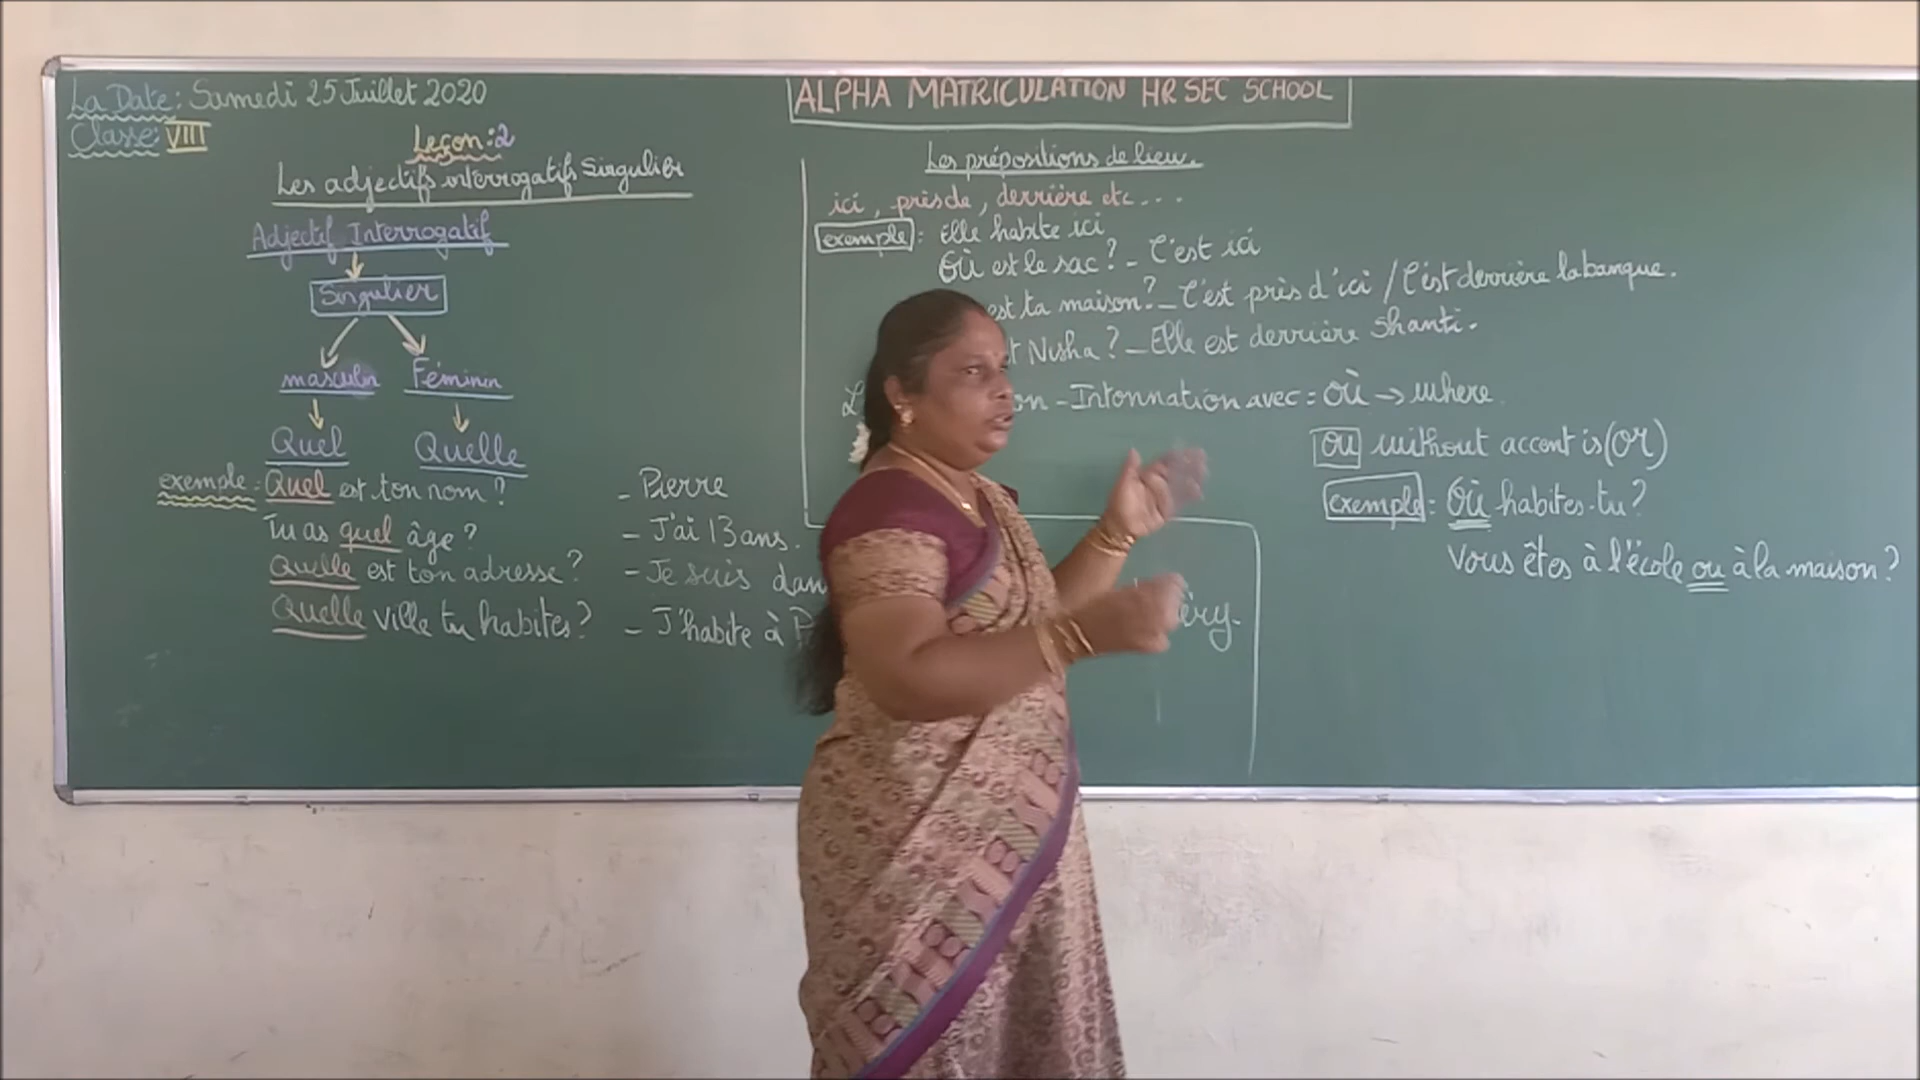 La Date: Samedi 25 Juillet 2020
Classe: VIII
Leçon:2
Les adjectifs interrogatifs Singulier
Adjectif Interrogatif
Singulier
masculin Féminin
Quel Quelle
exemple: Quel est ton nom? - Pierre
Tu as quel âge? - J'ai 13 ans.
Quelle est ton adresse? - Je suis
Quelle ville tu habites? - J'habite à
ALPHA MATRICULATION HR SEC SCHOOL
Les prépositions de lieu.
ici, près de, derrière etc...
exemple: Elle habite ici
Où est le sac? - C'est ici
est ta maison? - C'est près d'ici / C'est derrière la banque.
Nisha? - Elle est derrière Shanti.
- Intonnation avec = où → where
ou without accent is (or)
exemple: Où habites-tu?
Vous êtes à l'école ou à la maison?